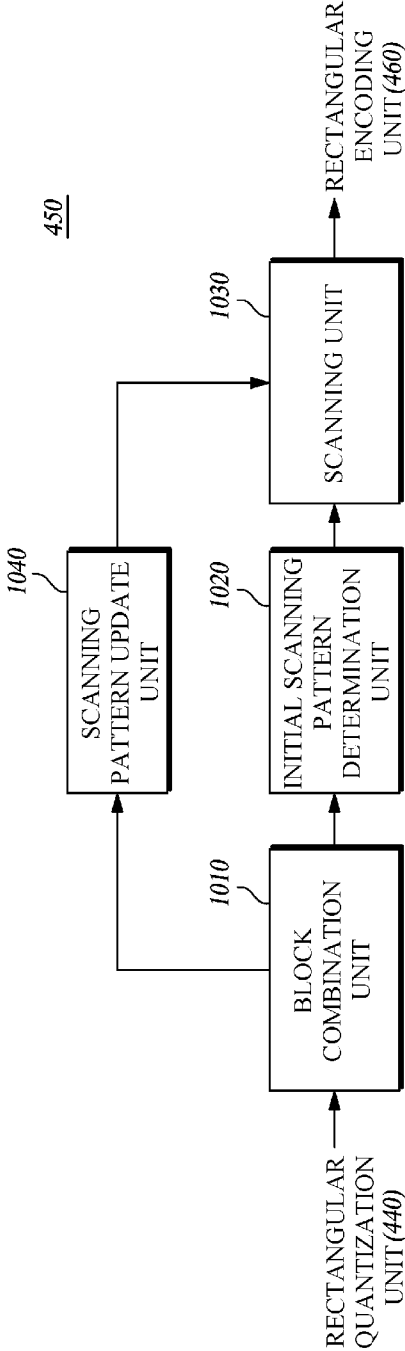 450
RECTANGULAR
QUANTIZATION
UNIT (440)
1010
BLOCK
COMBINATION
UNIT
1040
SCANNING
PATTERN UPDATE
UNIT
1020
INITIAL SCANNING
PATTERN
DETERMINATION
UNIT
1030
SCANNING UNIT
RECTANGULAR
ENCODING
UNIT (460)